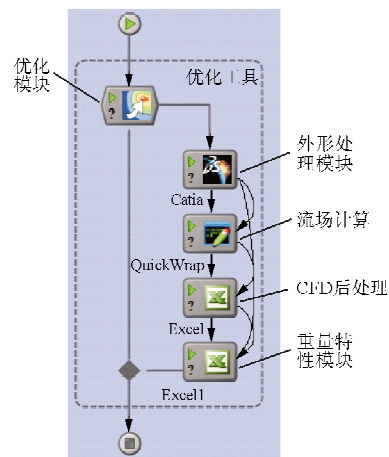 优化
模块
优化工具
?
外形处
理模块
?
Catia
流场计算
?
QuickWrap
CFD后处理
?
Excel
重量特
性模块
?
Excel1